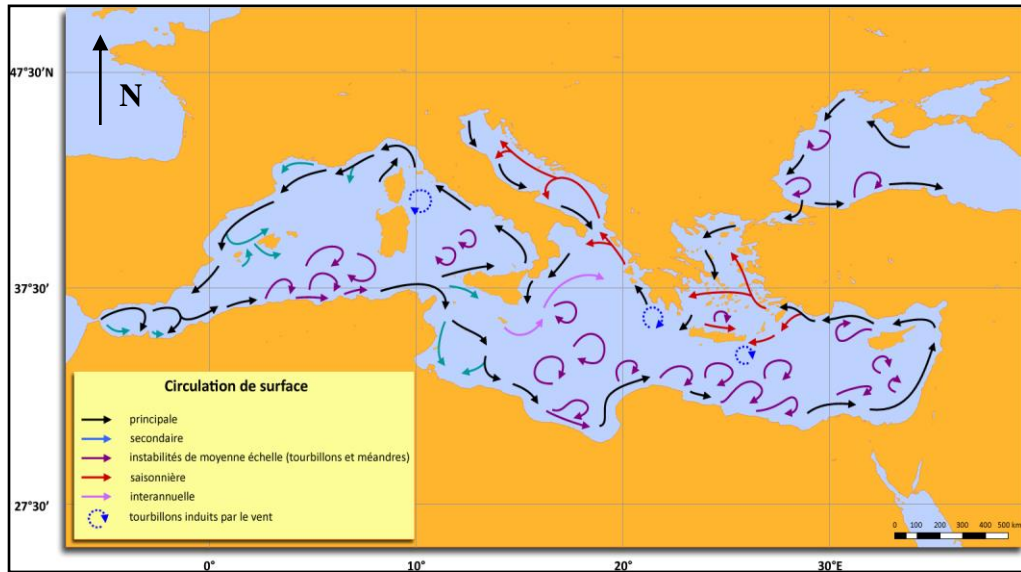 47°30'N
N
37°30'
27°30'
Circulation de surface
principale
secondaire
instabilités de moyenne échelle (tourbillons et méandres)
saisonnière
interannuelle
tourbillons induits par le vent
0 100 200 300 400 500 km
0° 10° 20° 30°E